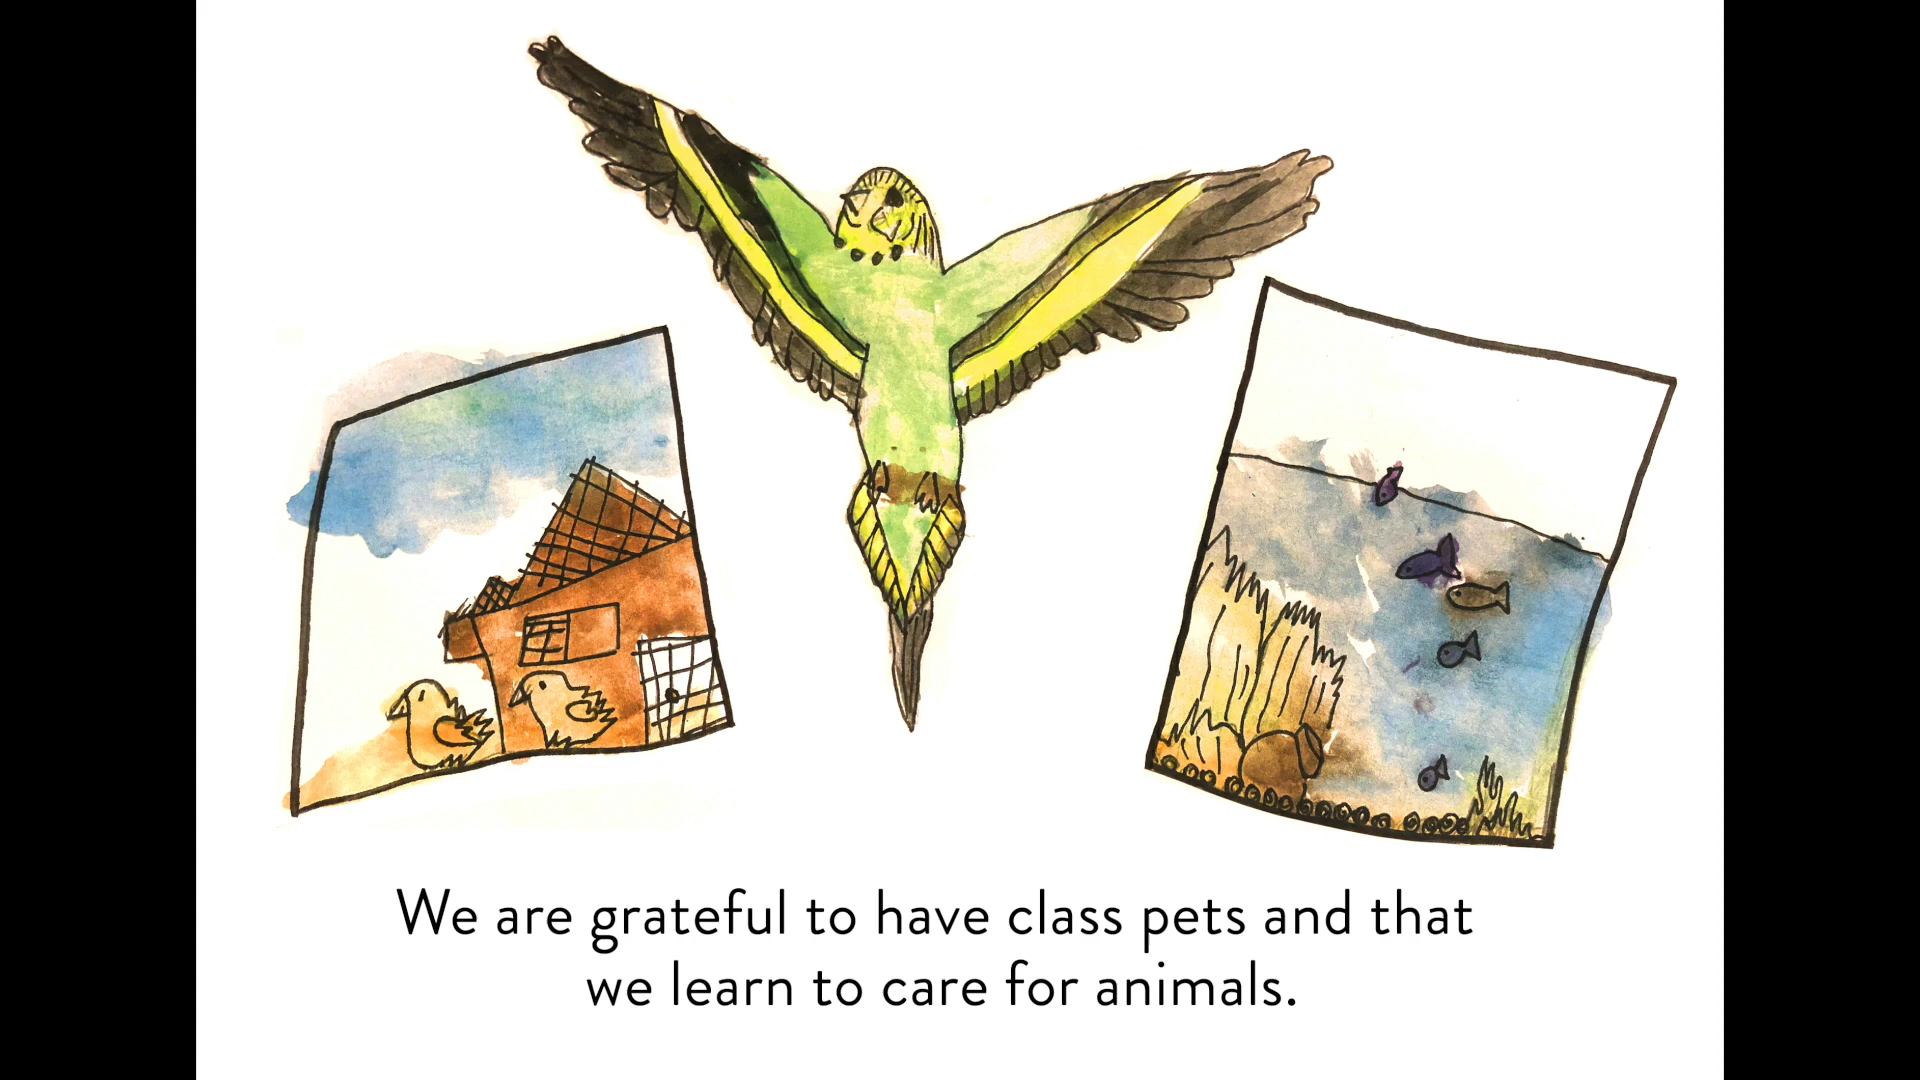 We are grateful to have class pets and that
we learn to care for animals.